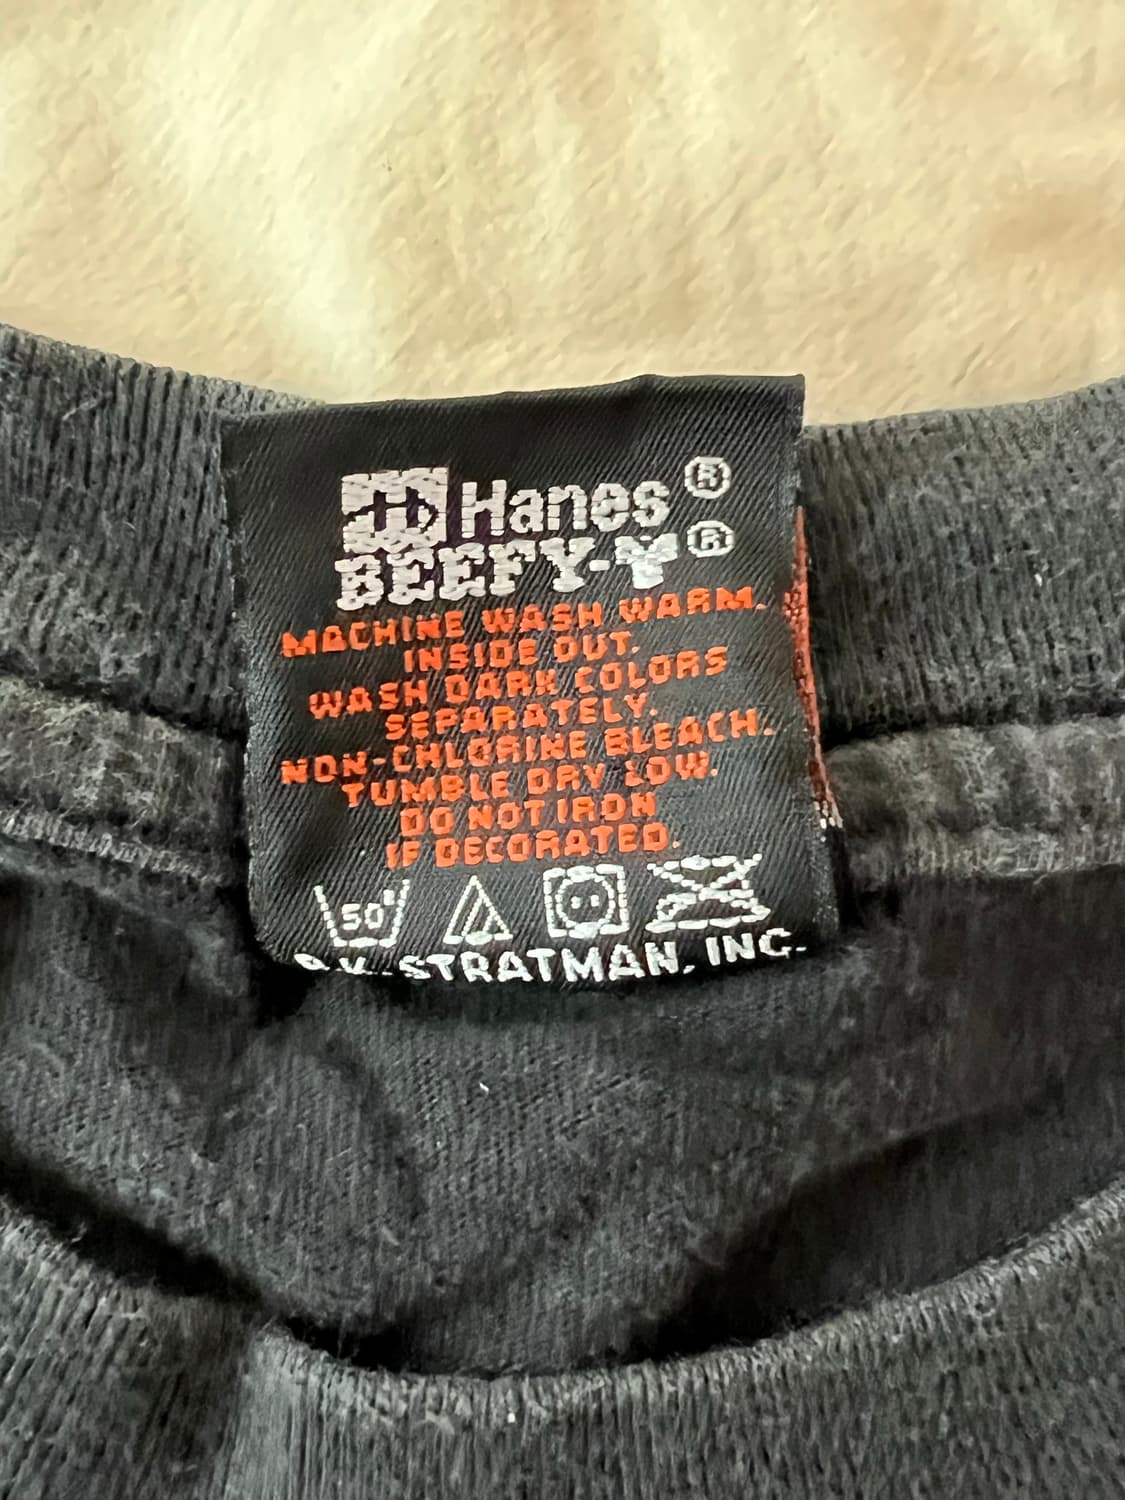 Hanes ®
BEEFY-T ®
MACHINE WASH WARM.
INSIDE OUT.
WASH DARK COLORS
SEPARATELY.
NON-CHLORINE BLEACH.
TUMBLE DRY LOW.
DO NOT IRON
IF DECORATED.
50°
R.K. STRATMAN, INC.